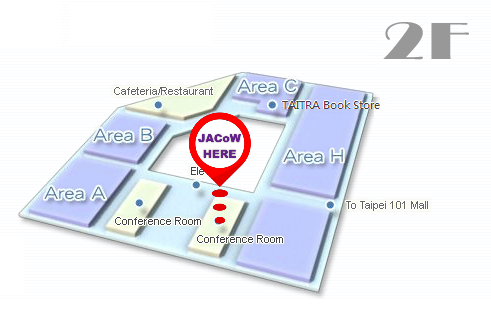 2F
Cafeteria/Restaurant
Area C
TAITRA Book Store
Area B
JACoW
HERE
Area H
Ele
Area A
To Taipei 101 Mall
Conference Room
Conference Room